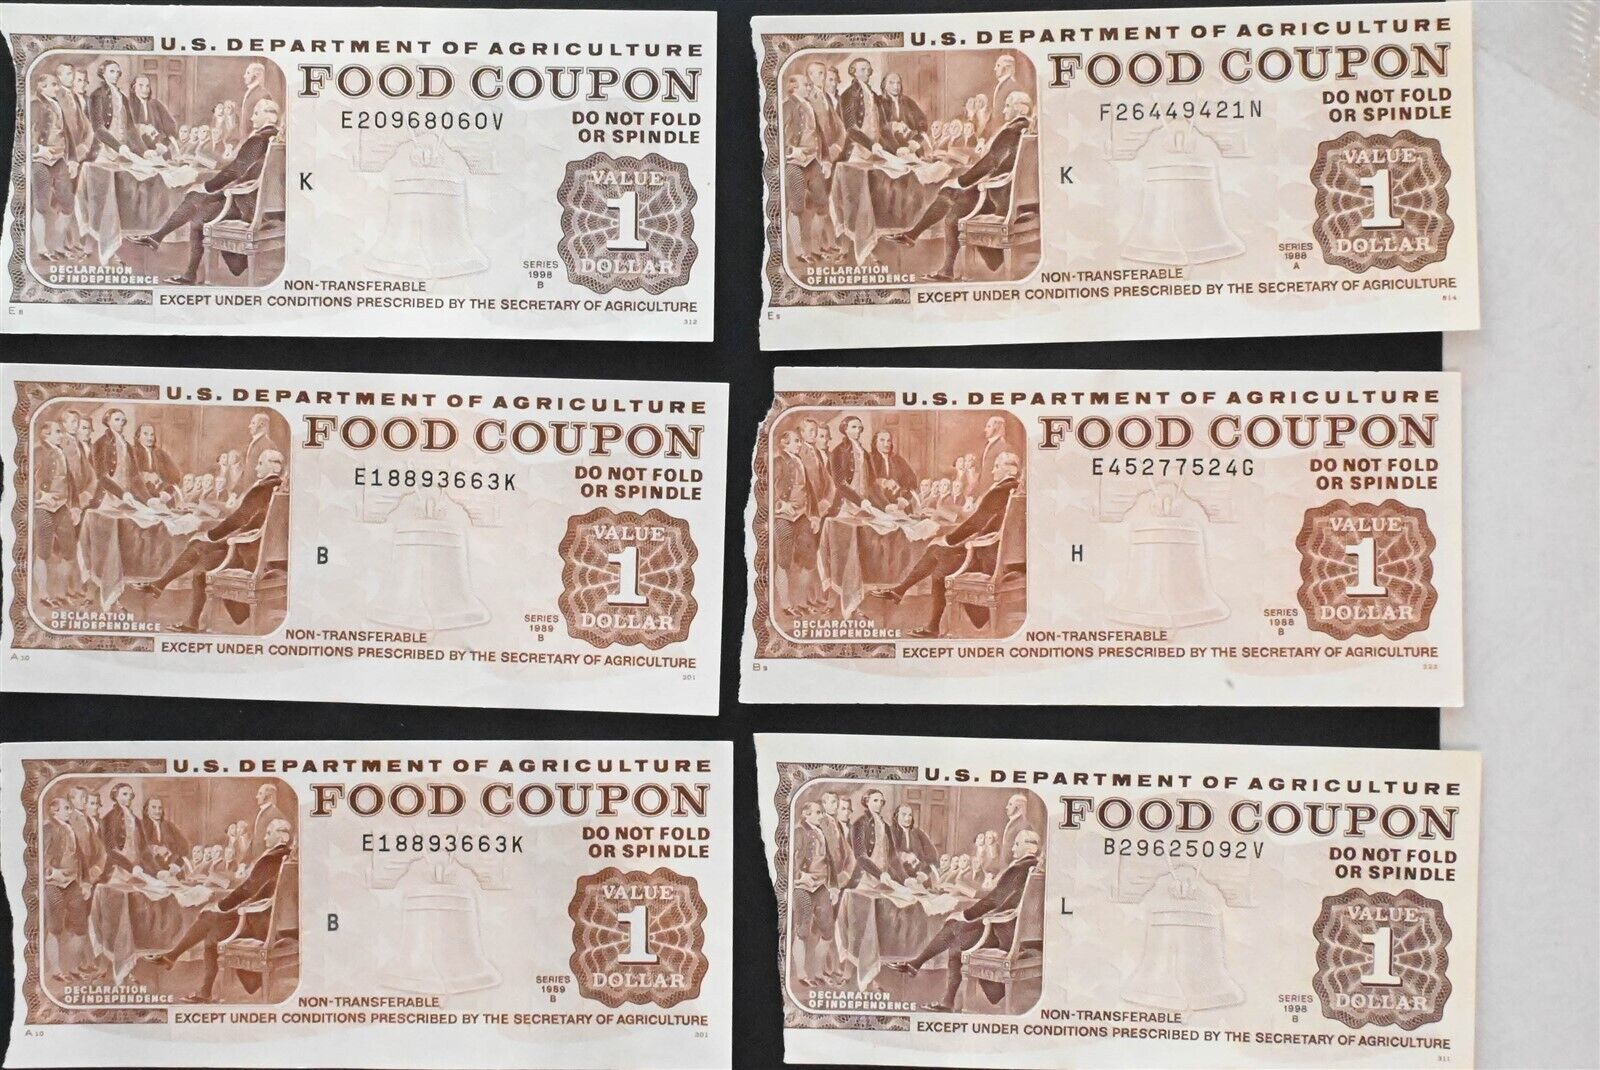 U.S. DEPARTMENT OF AGRICULTURE
FOOD COUPON
E20968060V
DO NOT FOLD
OR SPINDLE
K
VALUE
1
DOLLAR
SERIES
1998
B
DECLARATION
OF INDEPENDENCE
NON-TRANSFERABLE
EXCEPT UNDER CONDITIONS PRESCRIBED BY THE SECRETARY OF AGRICULTURE
E 8
312
U.S. DEPARTMENT OF AGRICULTURE
FOOD COUPON
F26449421N
DO NOT FOLD
OR SPINDLE
K
VALUE
1
DOLLAR
SERIES
1988
A
DECLARATION
OF INDEPENDENCE
NON-TRANSFERABLE
EXCEPT UNDER CONDITIONS PRESCRIBED BY THE SECRETARY OF AGRICULTURE
814
U.S. DEPARTMENT OF AGRICULTURE
FOOD COUPON
E18893663K
DO NOT FOLD
OR SPINDLE
B
VALUE
1
DOLLAR
SERIES
1989
B
DECLARATION
OF INDEPENDENCE
NON-TRANSFERABLE
EXCEPT UNDER CONDITIONS PRESCRIBED BY THE SECRETARY OF AGRICULTURE
A 10
201
U.S. DEPARTMENT OF AGRICULTURE
FOOD COUPON
E45277524G
DO NOT FOLD
OR SPINDLE
H
VALUE
1
DOLLAR
SERIES
1988
B
DECLARATION
OF INDEPENDENCE
NON-TRANSFERABLE
EXCEPT UNDER CONDITIONS PRESCRIBED BY THE SECRETARY OF AGRICULTURE
B 9
U.S. DEPARTMENT OF AGRICULTURE
FOOD COUPON
E18893663K
DO NOT FOLD
OR SPINDLE
B
VALUE
1
DOLLAR
SERIES
1989
B
DECLARATION
OF INDEPENDENCE
NON-TRANSFERABLE
EXCEPT UNDER CONDITIONS PRESCRIBED BY THE SECRETARY OF AGRICULTURE
A 10
201
U.S. DEPARTMENT OF AGRICULTURE
FOOD COUPON
B29625092V
DO NOT FOLD
OR SPINDLE
L
VALUE
1
DOLLAR
SERIES
1998
B
DECLARATION
OF INDEPENDENCE
NON-TRANSFERABLE
EXCEPT UNDER CONDITIONS PRESCRIBED BY THE SECRETARY OF AGRICULTURE
311